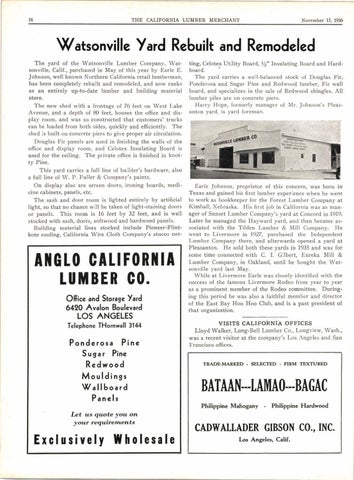 16
THE CALIFORNIA LUMBER MERCHANT
November 15, 1936
Watsonville Yard Rebuilt and Remodeled
The yard of the Watsonville Lumber Company, Wat-
sonville, Calif., purchased in May of this year by Earle E.
Johnson, well known Northern California retail lumberman,
has been completely rebuilt and remodeled, and now ranks
as an entirely up-to-date lumber and building material
store.
The new shed with a frontage of 76 feet on West Lake
Avenue, and a depth of 80 feet, houses the office and dis-
play room, and was so constructed that customers' trucks
can be loaded from both sides, quickly and efficiently. The
shed is built on concrete piers to give proper air circulation.
Douglas Fir panels are used in finishing the walls of the
office and display room, and Celotex Insulating Board is
used for the ceiling. The private office is finished in knot-
ty Pine.
This yard carries a full line of builder's hardware, also
a full line of W. P. Fuller & Company's paints.
On display also are screen doors, ironing boards, medi-
cine cabinets, panels, etc.
The sash and door room is lighted entirely by artificial
light, so that no chance will be taken of light-staining doors
or panels. This room is 16 feet by 32 feet, and is well
stocked with sash, doors, softwood and hardwood panels.
Building material lines stocked include Pioneer-Flint-
kote roofing, California Wire Cloth Company's stucco net-
ANGLO CALIFORNIA
LUMBER CO.
Office and Storage Yard
6420 Avalon Boulevard
LOS ANGELES
Telephone THornwall 3144
Ponderosa Pine
Sugar Pine
Redwood
Mouldings
Wallboard
Panels
Let us quote you on
your requirements
Exclusively Wholesale
ting, Celotex Utility Board, ½" Insulating Board and Hard-
board.
The yard carries a well-balanced stock of Douglas Fir,
Ponderosa and Sugar Pine and Redwood lumber, Fir wall
board, and specializes in the sale of Redwood shingles. All
lumber piles are on concrete piers.
Harry Hope, formerly manager of Mr. Johnson's Pleas-
anton yard, is yard foreman.
WATSONVILLE LUMBER CO
Earle Johnson, proprietor of this concern, was born in
Texas and gained his first lumber experience when he went
to work as bookkeeper for the Forest Lumber Company at
Kimball, Nebraska. His first job in California was as man-
ager of Sunset Lumber Company's yard at Concord in 1919.
Later he managed the Hayward yard, and then became as-
sociated with the Tilden Lumber & Mill Company. He
went to Livermore in 1927, purchased the Independent
Lumber Company there, and afterwards opened a yard at
Pleasanton. He sold both these yards in 1935 and was for
some time connected with C. I. Gilbert, Eureka Mill &
Lumber Company, in Oakland, until he bought the Wat-
sonville yard last May.
While at Livermore Earle was closely identified with the
success of the famous Livermore Rodeo from year to year
as a prominent member of the Rodeo committee. Dur-
ing this period he was also a faithful member and director
of the East Bay Hoo Hoo Club, and is a past president of
that organization.
VISITS CALIFORNIA OFFICES
Lloyd Walker, Long-Bell Lumber Co., Longview, Wash.,
was a recent visitor at the company's Los Angeles and San
Francisco offices.
TRADE-MARKED - SELECTED - FIRM TEXTURED
BATAAN---LAMAO---BAGAC
Philippine Mahogany - Philippine Hardwood
CADWALLADER GIBSON CO., INC.
Los Angeles, Calif.